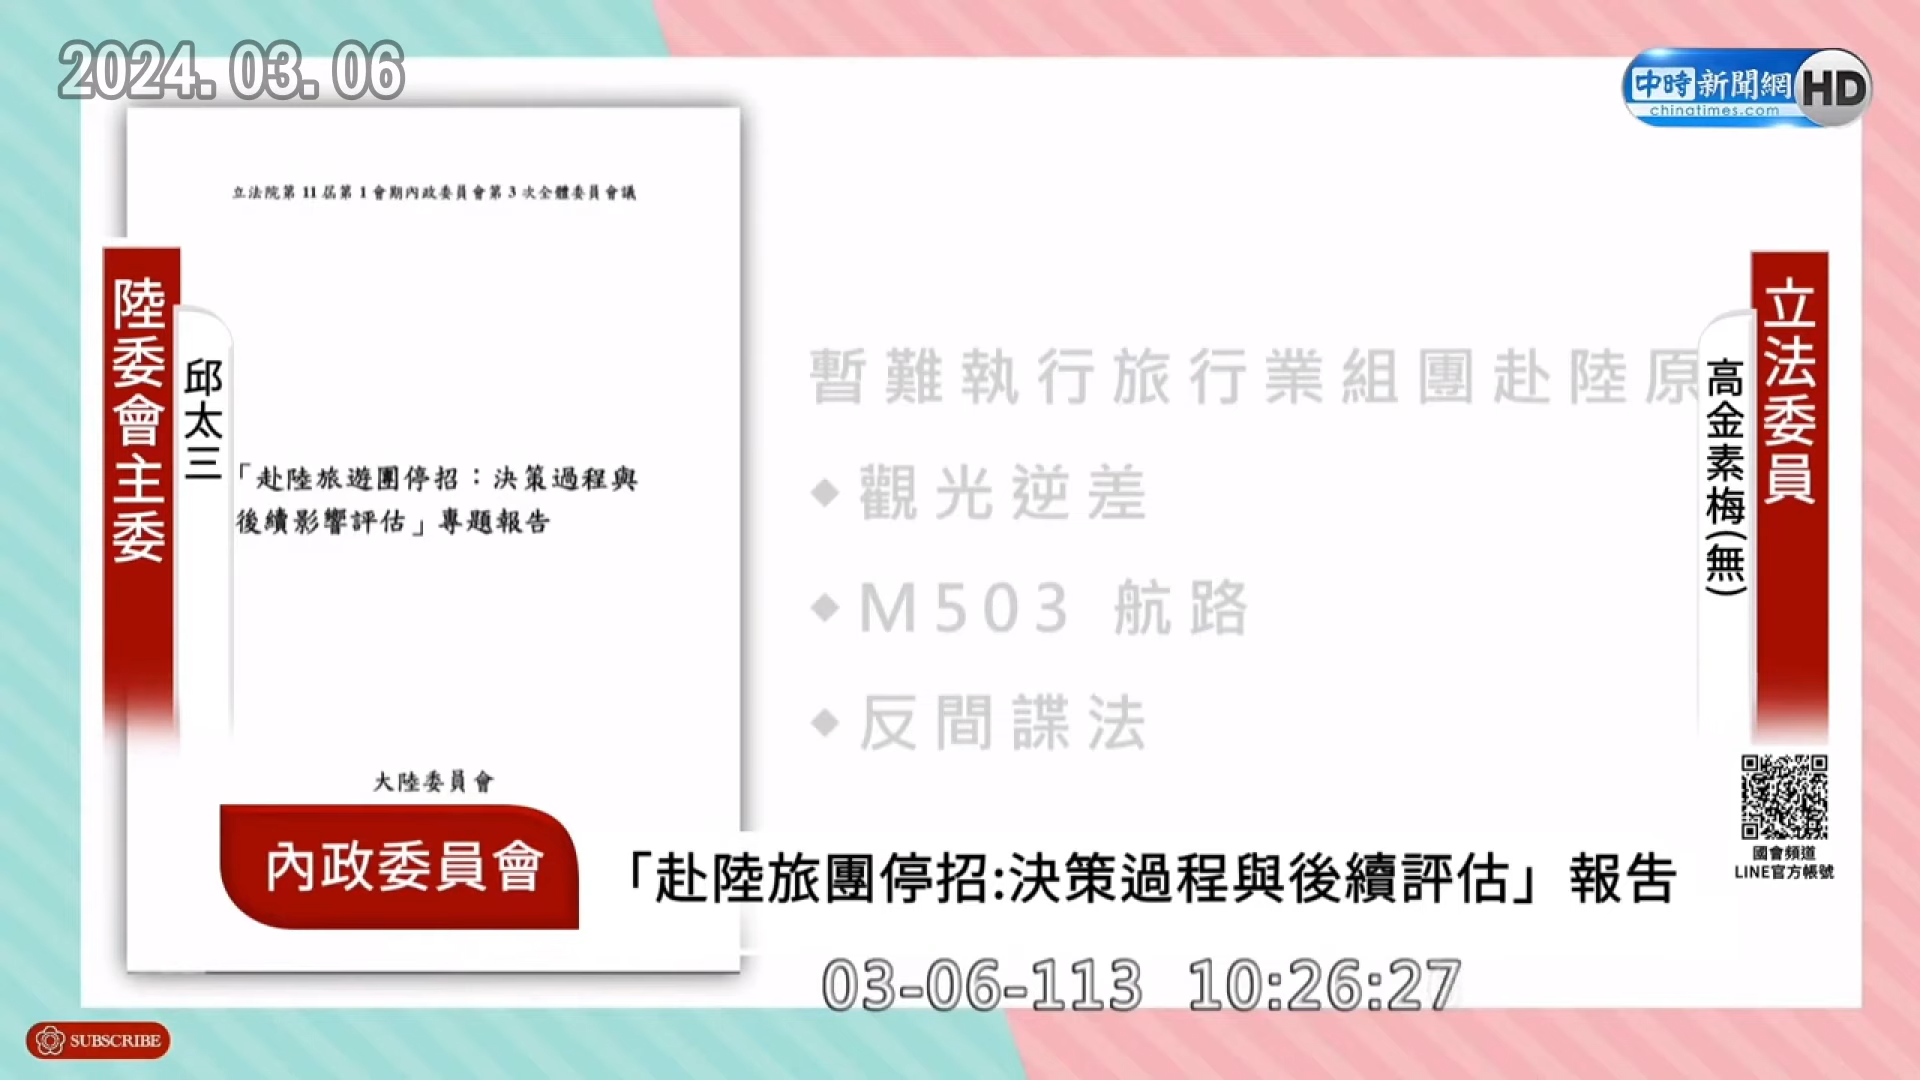 2024.03.06
中時新聞網 HD
chinatimes.com
立法院第 11 屆第 1 會期內政委員會第 3 次全體委員會議
陸委會主委
邱太三
「赴陸旅遊團停招：決策過程與
後續影響評估」專題報告
大陸委員會
暫難執行旅行業組團赴陸原
◆觀光逆差
◆M503 航路
◆反間諜法
立法委員
高金素梅(無)
國會頻道
LINE官方帳號
內政委員會
「赴陸旅團停招:決策過程與後續評估」報告
03-06-113 10:26:27
SUBSCRIBE